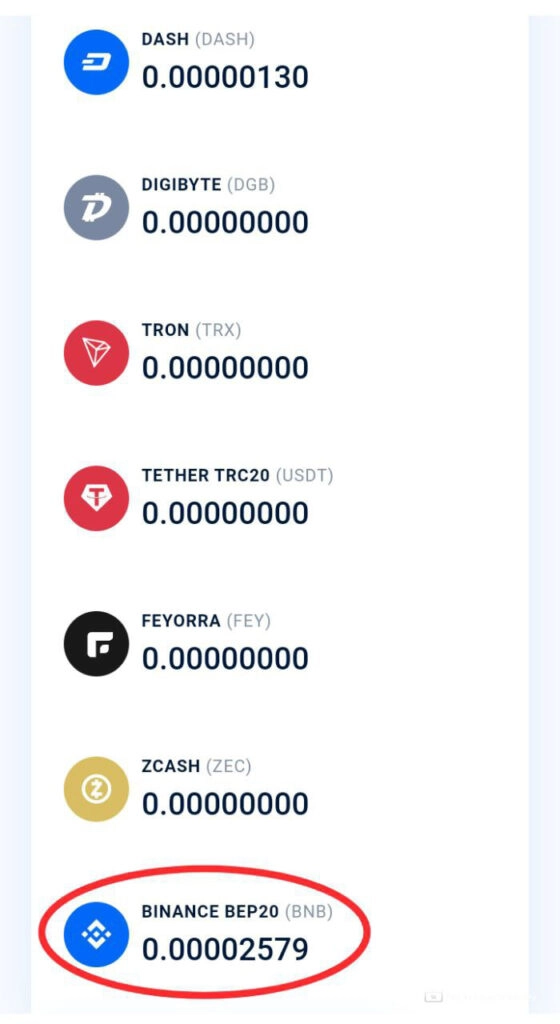 DASH (DASH)
0.00000130
DIGIBYTE (DGB)
0.00000000
TRON (TRX)
0.00000000
TETHER TRC20 (USDT)
0.00000000
FEYORRA (FEY)
0.00000000
ZCASH (ZEC)
0.00000000
BINANCE BEP20 (BNB)
0.00002579